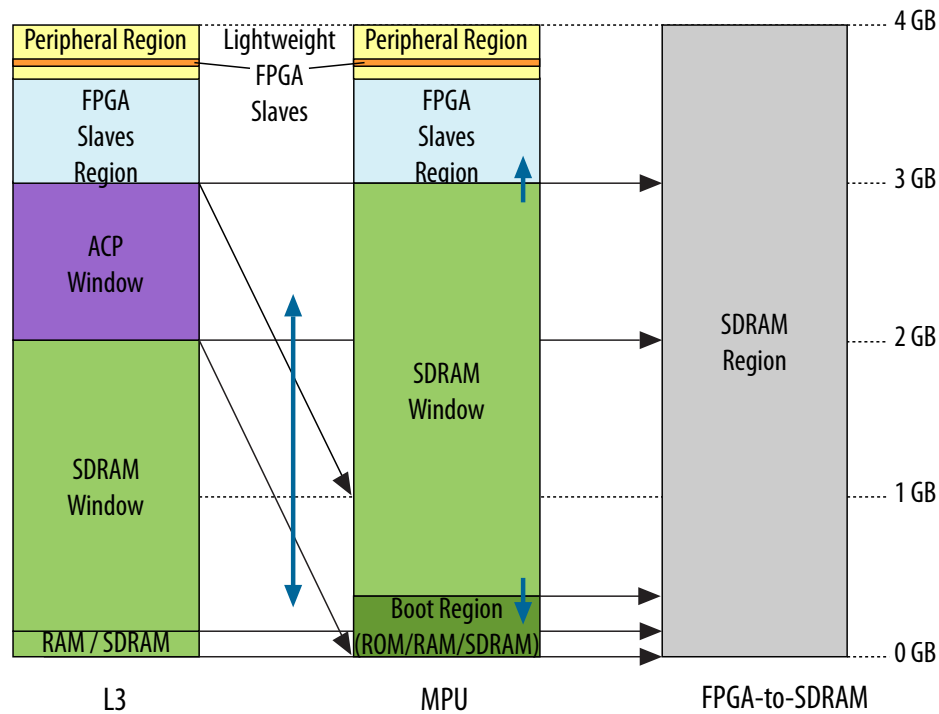 Peripheral Region
Lightweight
FPGA
Slaves
Peripheral Region
4 GB
FPGA
Slaves
Region
FPGA
Slaves
Region
3 GB
ACP
Window
SDRAM
Region
2 GB
SDRAM
Window
SDRAM
Window
1 GB
Boot Region
(ROM/RAM/SDRAM)
RAM / SDRAM
0 GB
L3
MPU
FPGA-to-SDRAM